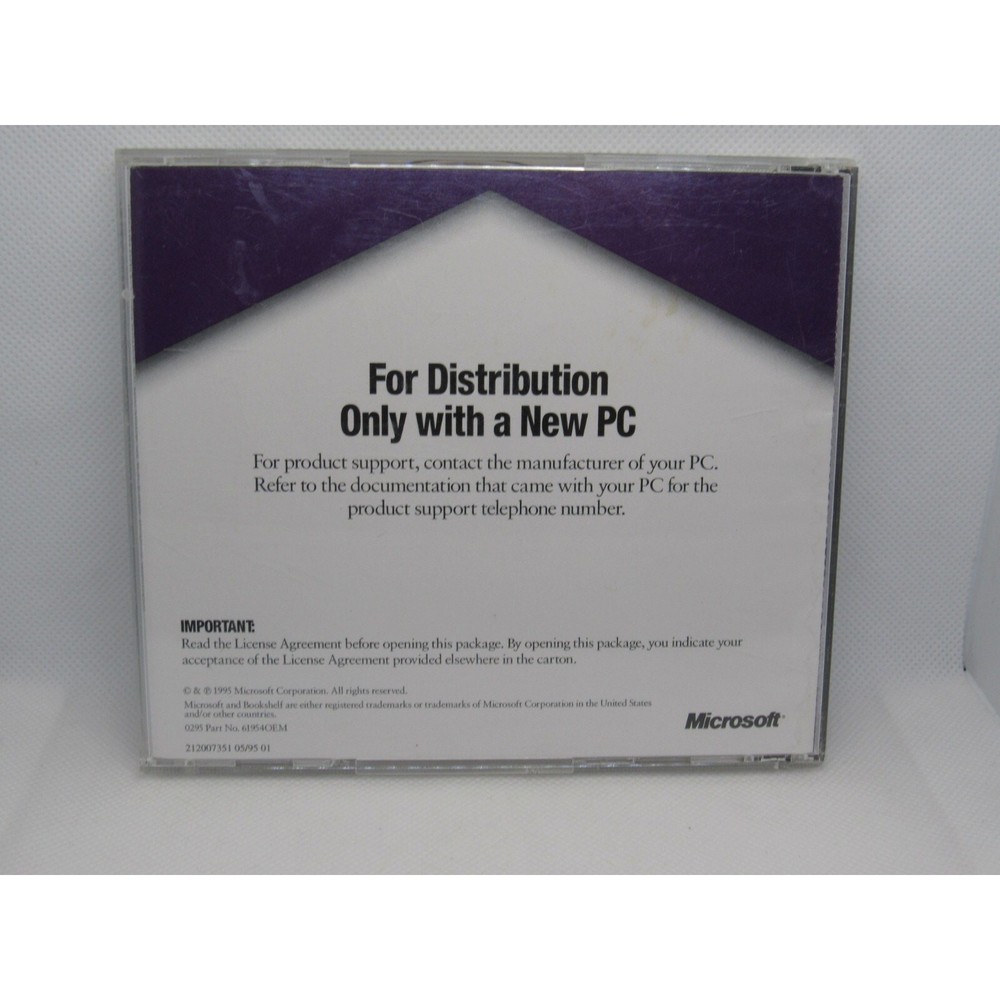 For Distribution
Only with a New PC
For product support, contact the manufacturer of your PC.
Refer to the documentation that came with your PC for the
product support telephone number.
IMPORTANT:
Read the License Agreement before opening this package. By opening this package, you indicate your
acceptance of the License Agreement provided elsewhere in the carton.
© & ℗ 1995 Microsoft Corporation. All rights reserved.
Microsoft and Bookshelf are either registered trademarks or trademarks of Microsoft Corporation in the United States
and/or other countries.
0295 Part No. 61954OEM
212007351 05/95 01
Microsoft®